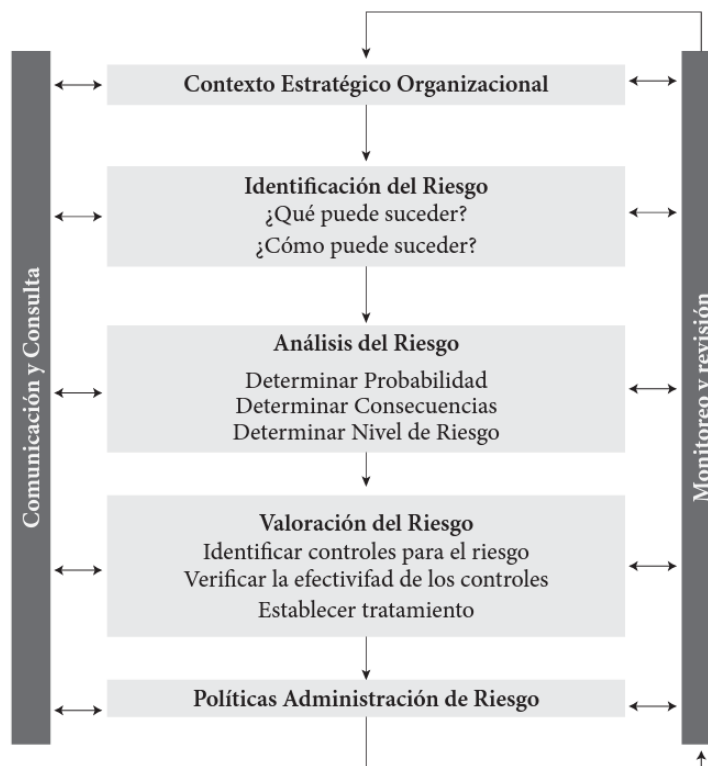 Contexto Estratégico Organizacional
Identificación del Riesgo
¿Qué puede suceder?
¿Cómo puede suceder?
Análisis del Riesgo
Determinar Probabilidad
Determinar Consecuencias
Determinar Nivel de Riesgo
Valoración del Riesgo
Identificar controles para el riesgo
Verificar la efectivifad de los controles
Establecer tratamiento
Políticas Administración de Riesgo
Comunicación y Consulta
Monitoreo y revisión